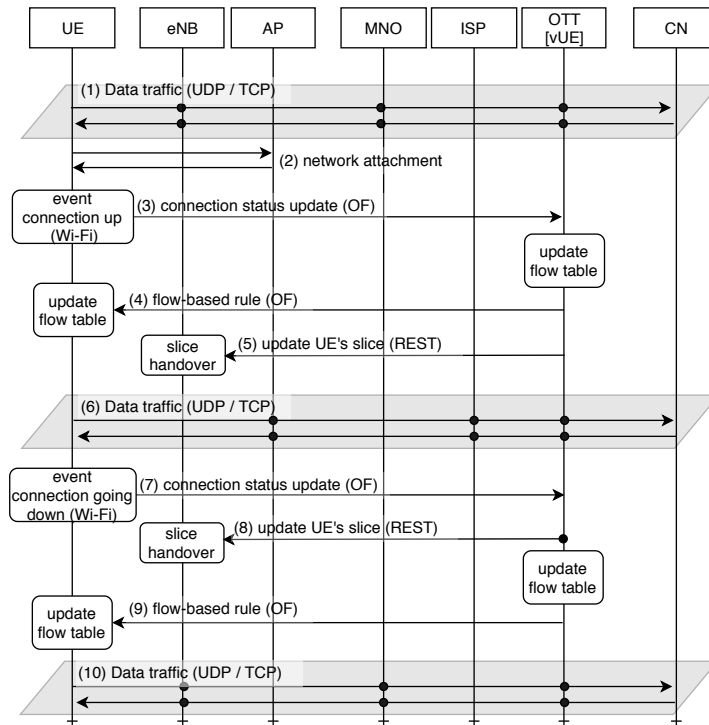 UE eNB AP MNO ISP OTT CN
[vUE]
(1) Data traffic (UDP / TCP)
(2) network attachment
event
connection up
(Wi-Fi)
(3) connection status update (OF)
update
flow table
(4) flow-based rule (OF)
update
flow table
(5) update UE's slice (REST)
slice
handover
(6) Data traffic (UDP / TCP)
event
connection going
down (Wi-Fi)
(7) connection status update (OF)
(8) update UE's slice (REST)
slice
handover
update
flow table
(9) flow-based rule (OF)
update
flow table
(10) Data traffic (UDP / TCP)